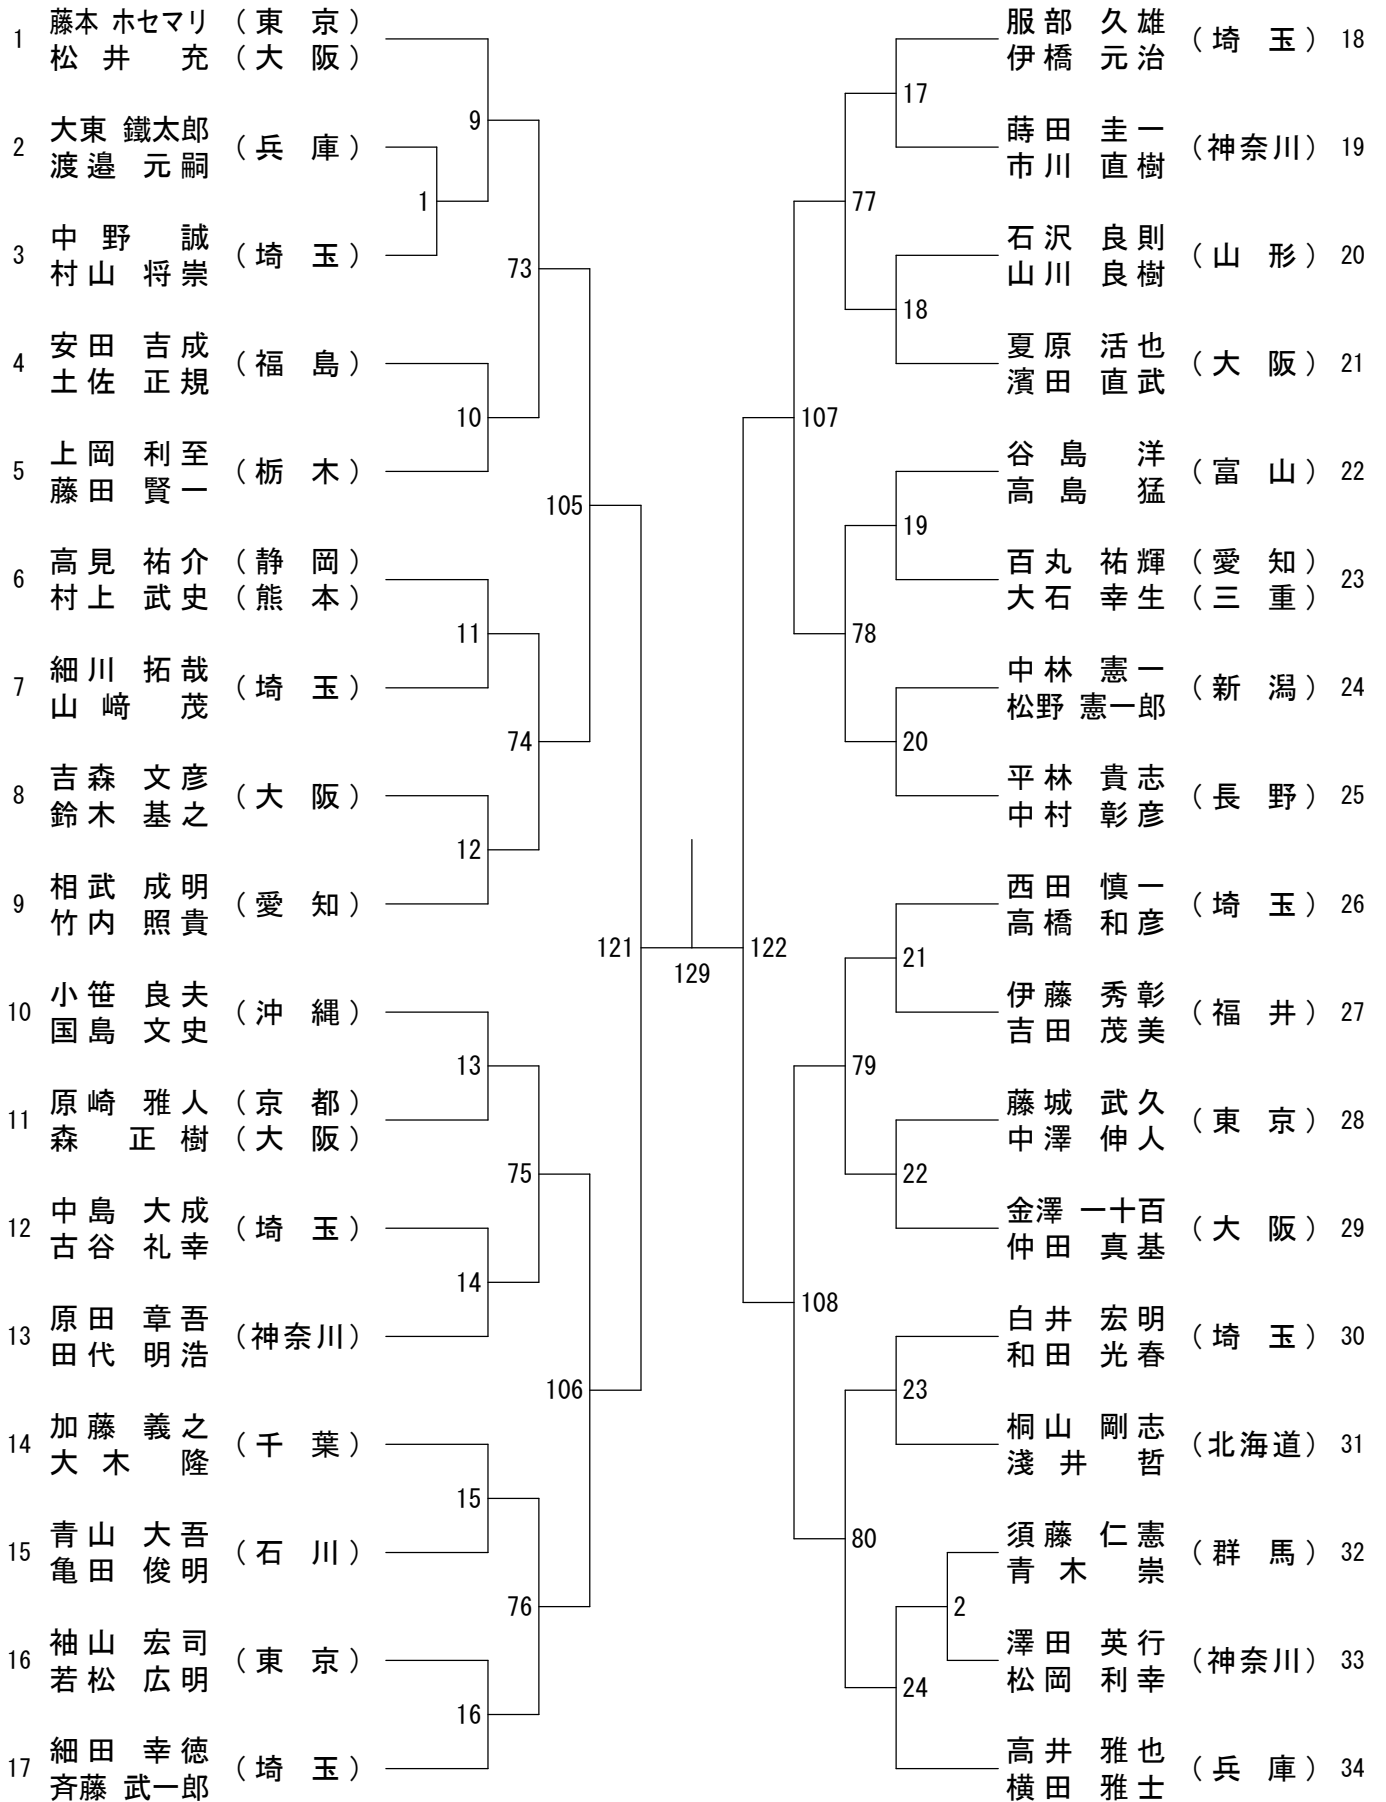 1 藤本 ホセマリ (東 京)
松井 充 (大 阪)
2 大東 鐵太郎 (兵 庫)
渡邉 元嗣
3 中野 誠 (埼 玉)
村山 将崇
4 安田 吉成 (福 島)
土佐 正規
5 上岡 利至 (栃 木)
藤田 賢一
6 高見 祐介 (静 岡)
村上 武史 (熊 本)
7 細川 拓哉 (埼 玉)
山﨑 茂
8 吉森 文彦 (大 阪)
鈴木 基之
9 相武 成明 (愛 知)
竹内 照貴
10 小笹 良夫 (沖 縄)
国島 文史
11 原崎 雅人 (京 都)
森 正樹 (大 阪)
12 中島 大成 (埼 玉)
古谷 礼幸
13 原田 章吾 (神奈川)
田代 明浩
14 加藤 義之 (千 葉)
大木 隆
15 青山 大吾 (石 川)
亀田 俊明
16 袖山 宏司 (東 京)
若松 広明
17 細田 幸徳 (埼 玉)
斉藤 武一郎
1
9
10
11
12
13
14
15
16
73
74
75
76
105
106
121
129
122
107
108
77
78
79
80
17
18
19
20
21
22
23
24
2
服部 久雄 (埼 玉) 18
伊橋 元治
蒔田 圭一 (神奈川) 19
市川 直樹
石沢 良則 (山 形) 20
山川 良樹
夏原 活也 (大 阪) 21
濱田 直武
谷島 洋 (富 山) 22
高島 猛
百丸 祐輝 (愛 知) 23
大石 幸生 (三 重)
中林 憲一 (新 潟) 24
松野 憲一郎
平林 貴志 (長 野) 25
中村 彰彦
西田 慎一 (埼 玉) 26
高橋 和彦
伊藤 秀彰 (福 井) 27
吉田 茂美
藤城 武久 (東 京) 28
中澤 伸人
金澤 一十百 (大 阪) 29
仲田 真基
白井 宏明 (埼 玉) 30
和田 光春
桐山 剛志 (北海道) 31
淺井 哲
須藤 仁憲 (群 馬) 32
青木 崇
澤田 英行 (神奈川) 33
松岡 利幸
高井 雅也 (兵 庫) 34
横田 雅士